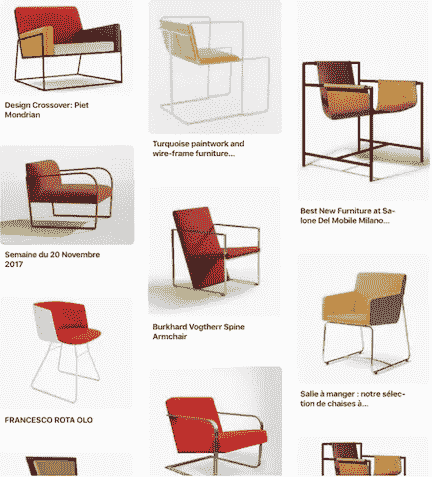 Design Crossover: Piet
Mondrian
Turquoise paintwork and
wire-frame furniture...
Best New Furniture at Sa-
lone Del Mobile Milano...
Semaine du 20 Novembre
2017
Burkhard Vogtherr Spine
Armchair
Salle à manger : notre sélec-
tion de chaises à...
FRANCESCO ROTA OLO